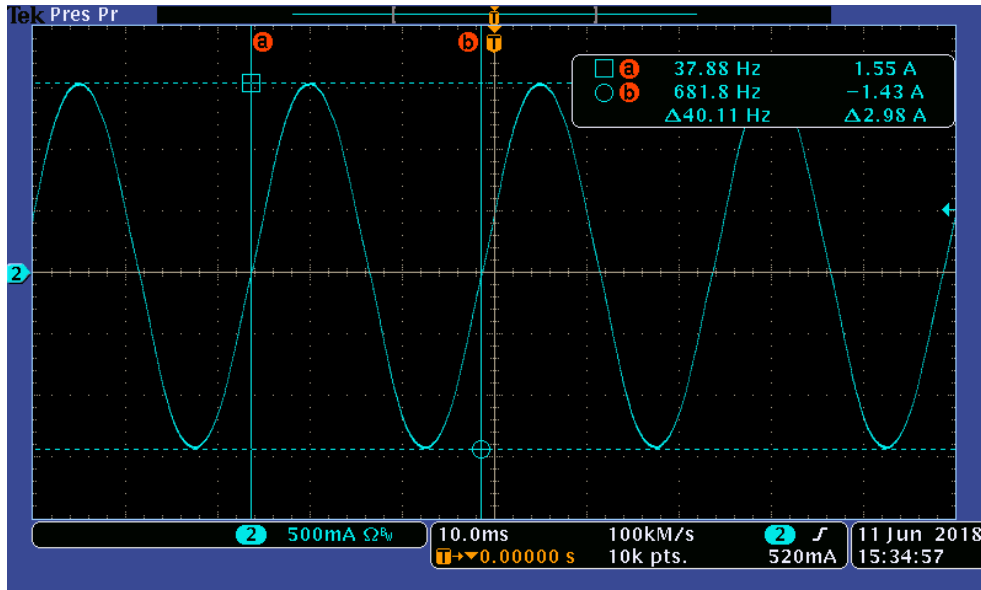 Tek Pres Pr
T
a b T
a 37.88 Hz 1.55 A
b 681.8 Hz −1.43 A
Δ40.11 Hz Δ2.98 A
2
2 500mA ΩBW
10.0ms 100kM/s 2
T→▼0.00000 s 10k pts. 520mA
11 Jun 2018
15:34:57